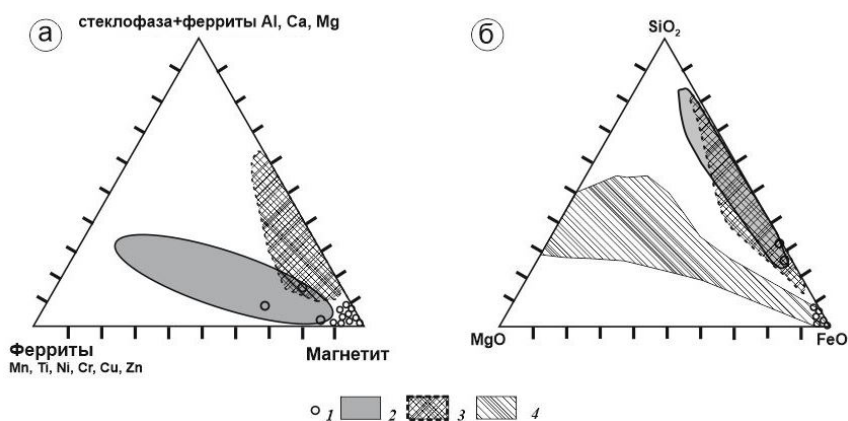 а
стеклофаза+ферриты Al, Ca, Mg
Ферриты
Mn, Ti, Ni, Cr, Cu, Zn
Магнетит
б
SiO₂
MgO
FeO
1 2 3 4